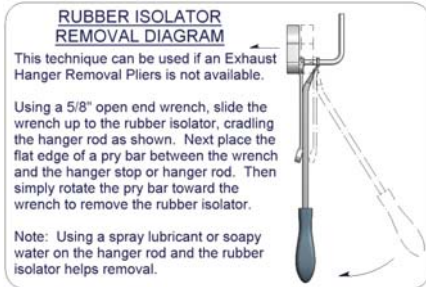 RUBBER ISOLATOR
REMOVAL DIAGRAM
This technique can be used if an Exhaust
Hanger Removal Pliers is not available.
Using a 5/8" open end wrench, slide the
wrench up to the rubber isolator, cradling
the hanger rod as shown. Next place the
flat edge of a pry bar between the wrench
and the hanger stop or hanger rod. Then
simply rotate the pry bar toward the
wrench to remove the rubber isolator.
Note: Using a spray lubricant or soapy
water on the hanger rod and the rubber
isolator helps removal.